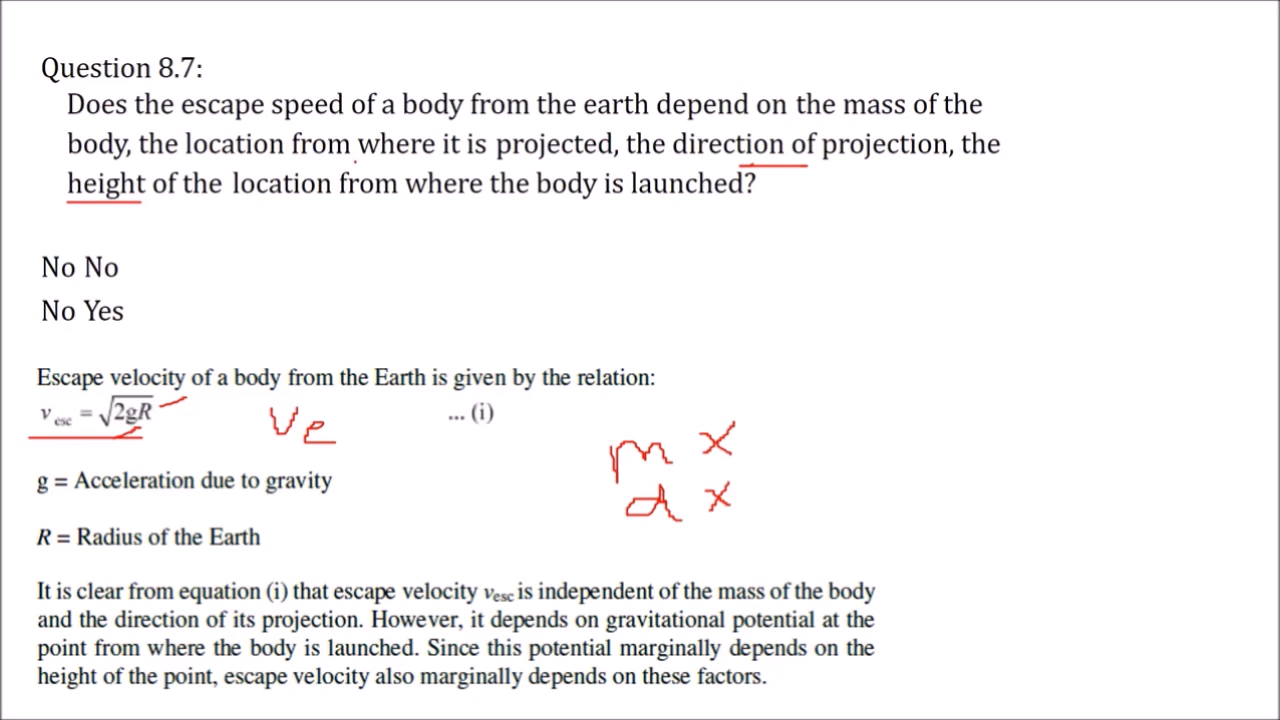 Question 8.7:
Does the escape speed of a body from the earth depend on the mass of the
body, the location from where it is projected, the direction of projection, the
height of the location from where the body is launched?
No No
No Yes
Escape velocity of a body from the Earth is given by the relation:
v esc = √2gR ... (i)
ve
m ×
d ×
g = Acceleration due to gravity
R = Radius of the Earth
It is clear from equation (i) that escape velocity vesc is independent of the mass of the body
and the direction of its projection. However, it depends on gravitational potential at the
point from where the body is launched. Since this potential marginally depends on the
height of the point, escape velocity also marginally depends on these factors.